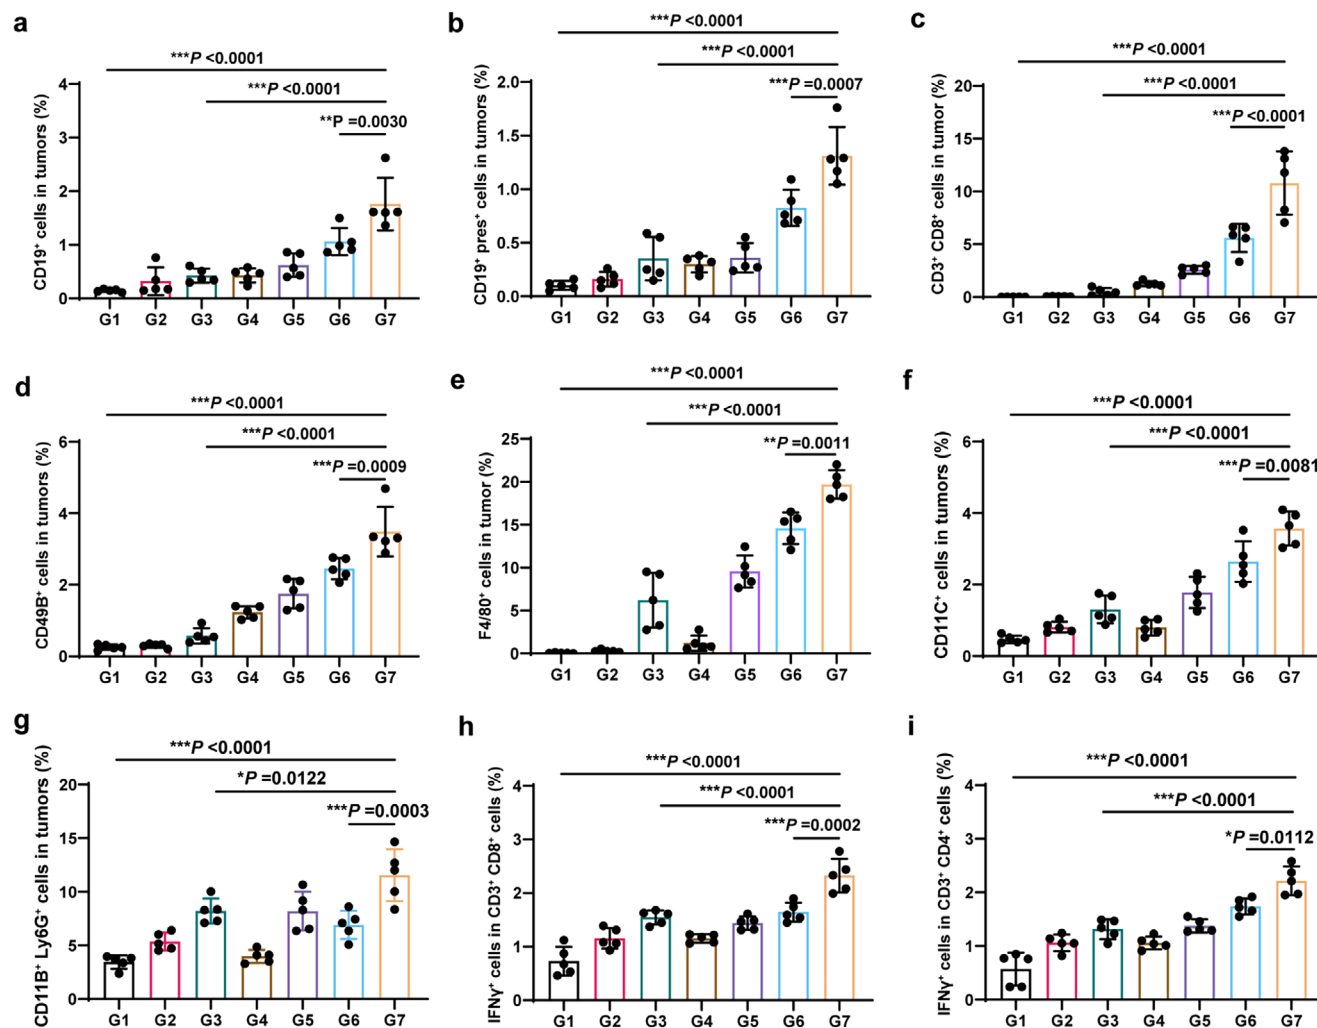 a
***P <0.0001
***P <0.0001
**P =0.0030
CD19⁺ cells in tumors (%)
4
3
2
1
0
G1 G2 G3 G4 G5 G6 G7
b
***P <0.0001
***P <0.0001
***P =0.0007
CD19⁺ pres⁺ cells in tumors (%)
2.0
1.5
1.0
0.5
0.0
G1 G2 G3 G4 G5 G6 G7
c
***P <0.0001
***P <0.0001
***P <0.0001
CD3⁺ CD8⁺ cells in tumor (%)
20
15
10
5
0
G1 G2 G3 G4 G5 G6 G7
d
***P <0.0001
***P <0.0001
***P =0.0009
CD49B⁺ cells in tumors (%)
6
4
2
0
G1 G2 G3 G4 G5 G6 G7
e
***P <0.0001
***P <0.0001
**P =0.0011
F4/80⁺ cells in tumor (%)
25
20
15
10
5
0
G1 G2 G3 G4 G5 G6 G7
f
***P <0.0001
***P <0.0001
***P =0.0081
CD11C⁺ cells in tumors (%)
6
4
2
0
G1 G2 G3 G4 G5 G6 G7
g
***P <0.0001
*P =0.0122
***P =0.0003
CD11B⁺ Ly6G⁺ cells in tumors (%)
20
15
10
5
0
G1 G2 G3 G4 G5 G6 G7
h
***P <0.0001
***P <0.0001
***P =0.0002
IFNγ⁺ cells in CD3⁺ CD8⁺ cells (%)
4
3
2
1
0
G1 G2 G3 G4 G5 G6 G7
i
***P <0.0001
***P <0.0001
*P =0.0112
IFNγ⁺ cells in CD3⁺ CD4⁺ cells (%)
4
3
2
1
0
G1 G2 G3 G4 G5 G6 G7